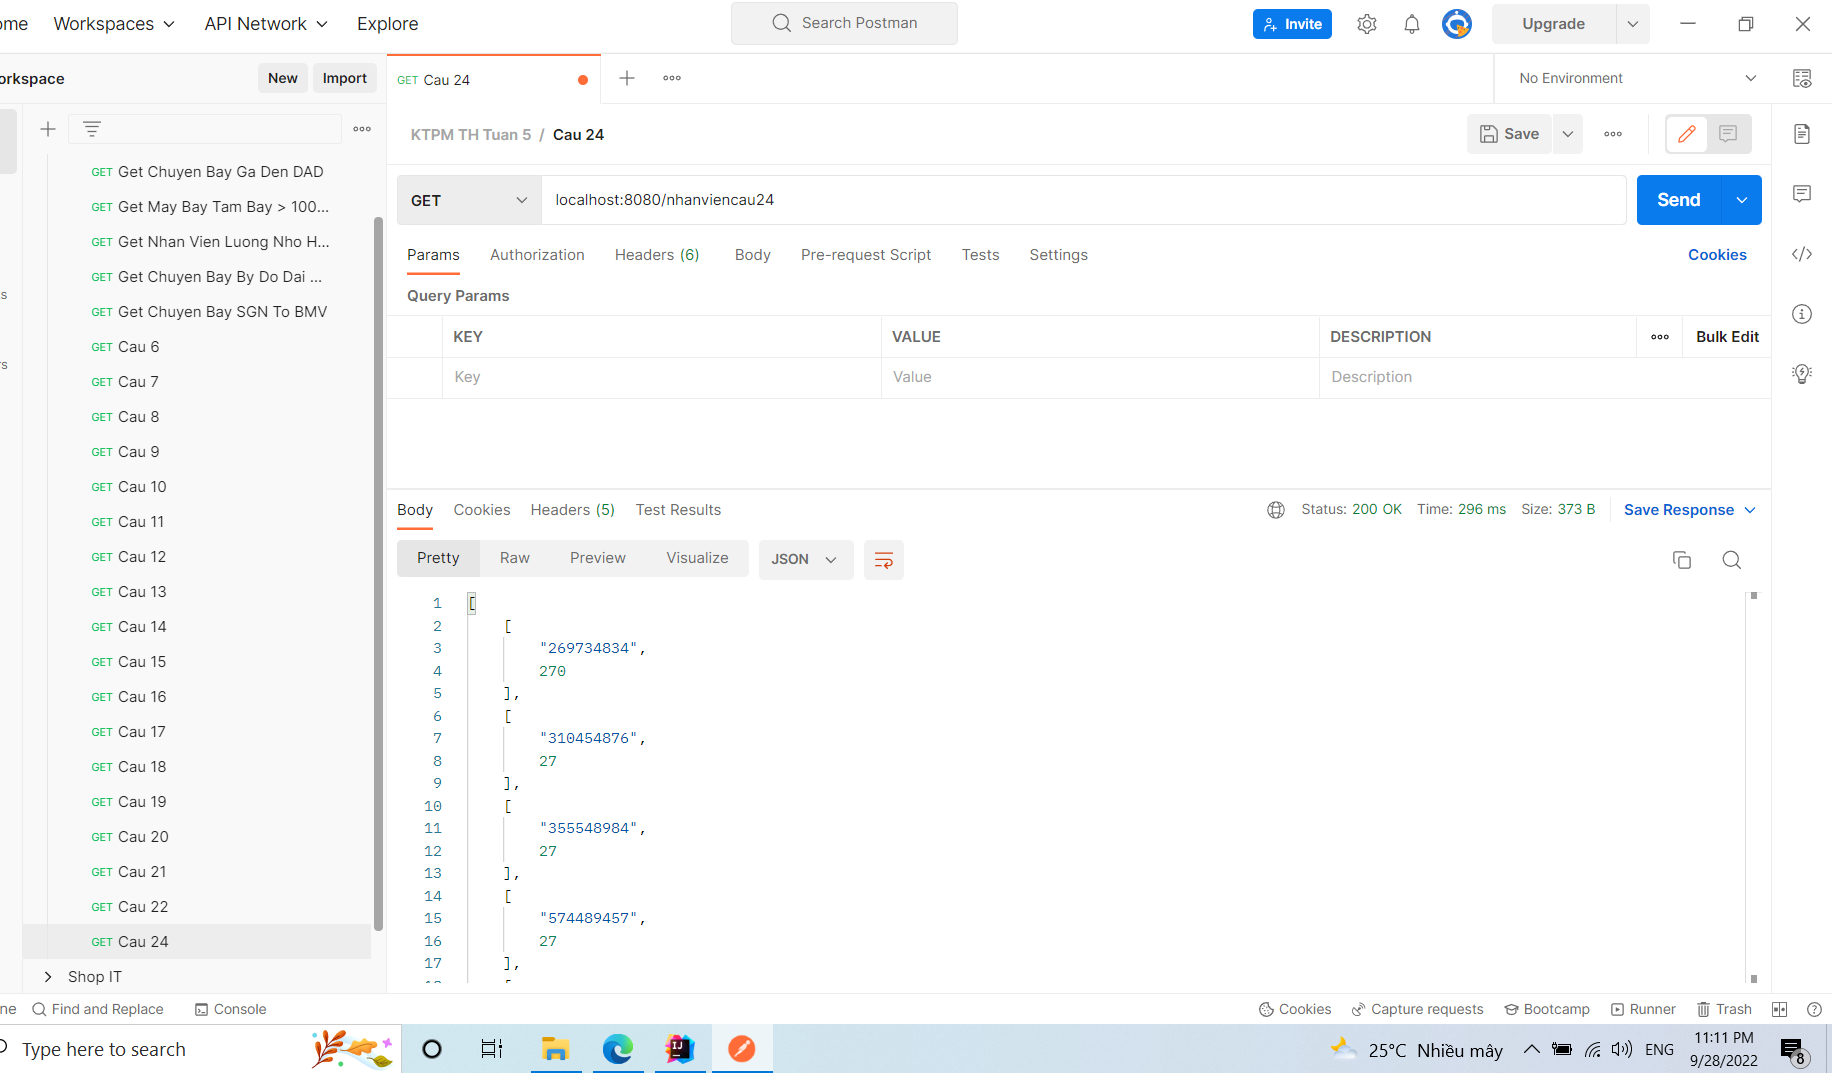 ome Workspaces API Network Explore Search Postman Invite Upgrade
orkspace New Import GET Cau 24 No Environment
KTPM TH Tuan 5 / Cau 24 Save
GET localhost:8080/nhanviencau24 Send
Params Authorization Headers (6) Body Pre-request Script Tests Settings Cookies
Query Params
KEY VALUE DESCRIPTION Bulk Edit
Key Value Description
GET Get Chuyen Bay Ga Den DAD
GET Get May Bay Tam Bay > 100...
GET Get Nhan Vien Luong Nho H...
GET Get Chuyen Bay By Do Dai ...
GET Get Chuyen Bay SGN To BMV
GET Cau 6
GET Cau 7
GET Cau 8
GET Cau 9
GET Cau 10
GET Cau 11
GET Cau 12
GET Cau 13
GET Cau 14
GET Cau 15
GET Cau 16
GET Cau 17
GET Cau 18
GET Cau 19
GET Cau 20
GET Cau 21
GET Cau 22
GET Cau 24
Shop IT
ts
rs
Body Cookies Headers (5) Test Results Status: 200 OK Time: 296 ms Size: 373 B Save Response
Pretty Raw Preview Visualize JSON
1 [
2 [
3 "269734834",
4 270
5 ],
6 [
7 "310454876",
8 27
9 ],
10 [
11 "355548984",
12 27
13 ],
14 [
15 "574489457",
16 27
17 ],
18 [
ne Find and Replace Console Cookies Capture requests Bootcamp Runner Trash
Type here to search IJ 25°C Nhiều mây ENG 11:11 PM
9/28/2022 8